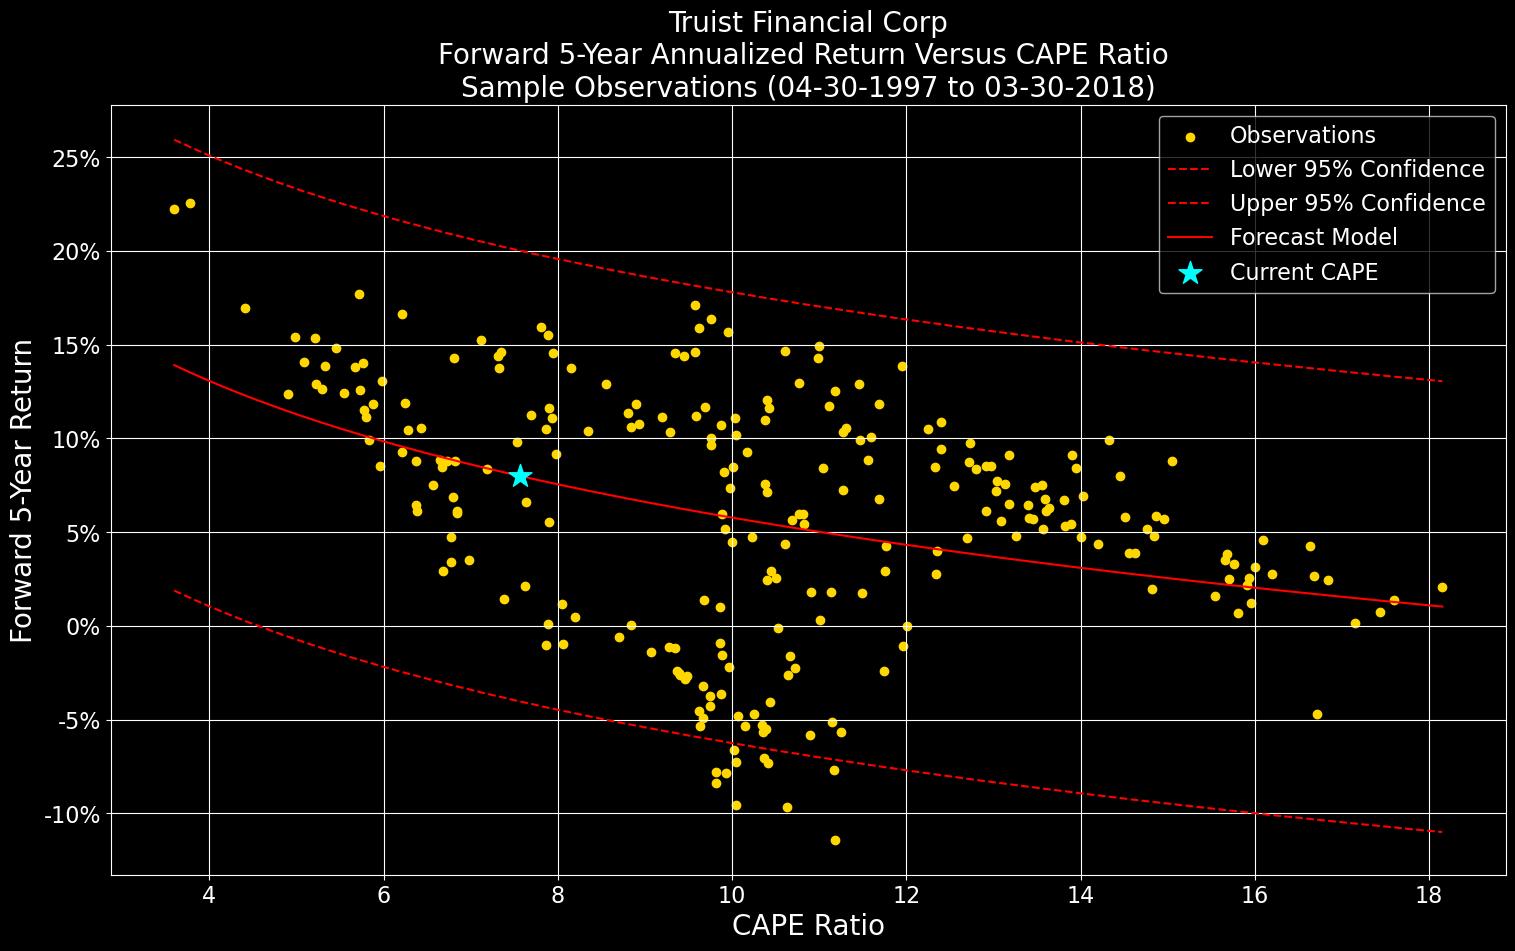 Truist Financial Corp
Forward 5-Year Annualized Return Versus CAPE Ratio
Sample Observations (04-30-1997 to 03-30-2018)
Observations
Lower 95% Confidence
Upper 95% Confidence
Forecast Model
Current CAPE
Forward 5-Year Return
25%
20%
15%
10%
5%
0%
-5%
-10%
4 6 8 10 12 14 16 18
CAPE Ratio